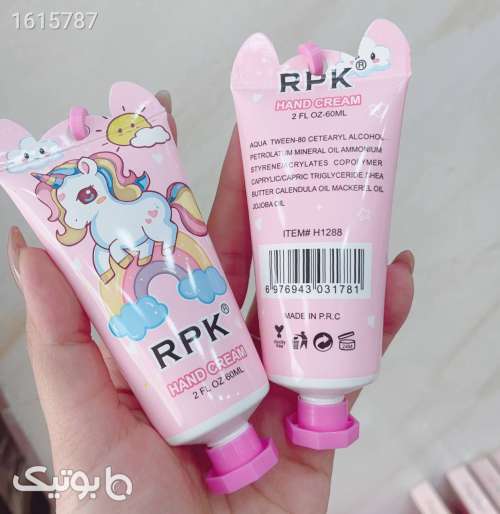 1615787
RPK®
HAND CREAM
2 FL OZ 60ML
RPK®
HAND CREAM
2 FL OZ-60ML
AQUA TWEEN-80 CETEARYL ALCOHOL
PETROLATUM MINERAL OIL AMMONIUM
STYRENE/ACRYLATES COPOLYMER
CAPRYLIC/CAPRIC TRIGLYCERIDE SHEA
BUTTER CALENDULA OIL MACKEREL OIL
JOJOBA OIL
ITEM# H1288
6 976943 031781
MADE IN P.R.C
بوتیک